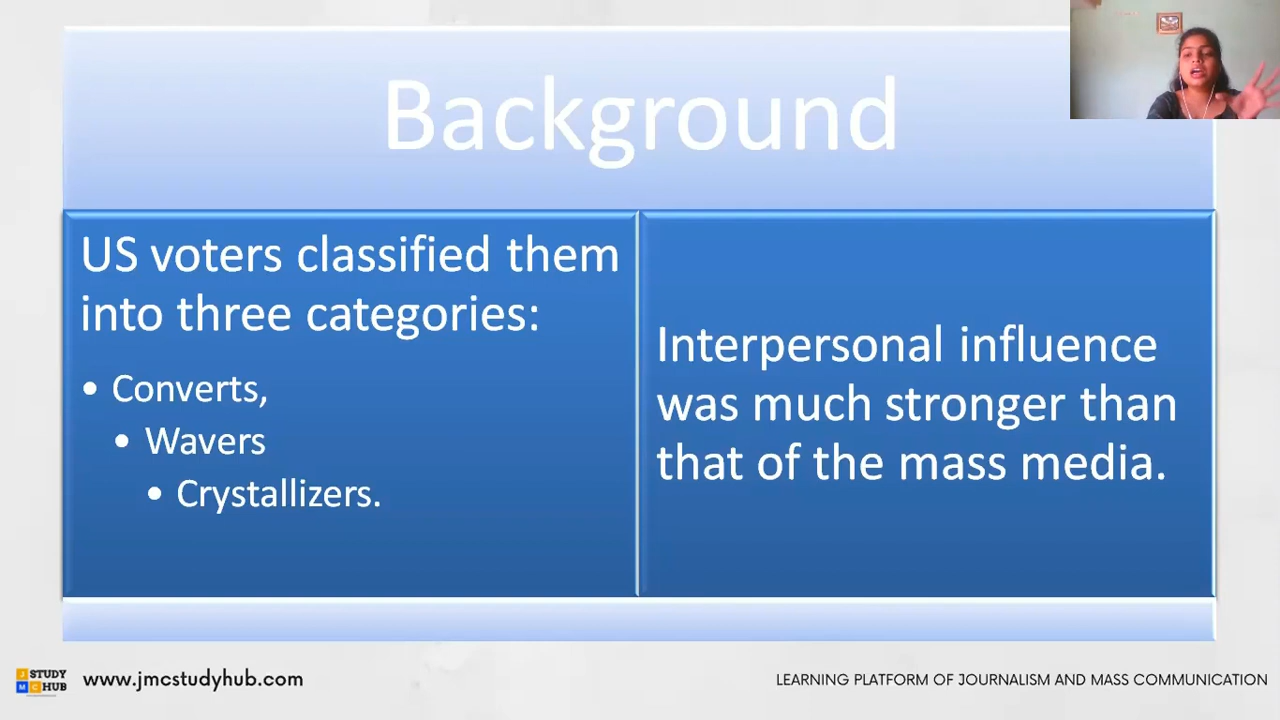 Background
US voters classified them
into three categories:
• Converts,
• Wavers
• Crystallizers.
Interpersonal influence
was much stronger than
that of the mass media.
J STUDY
M C HUB
www.jmcstudyhub.com
LEARNING PLATFORM OF JOURNALISM AND MASS COMMUNICATION